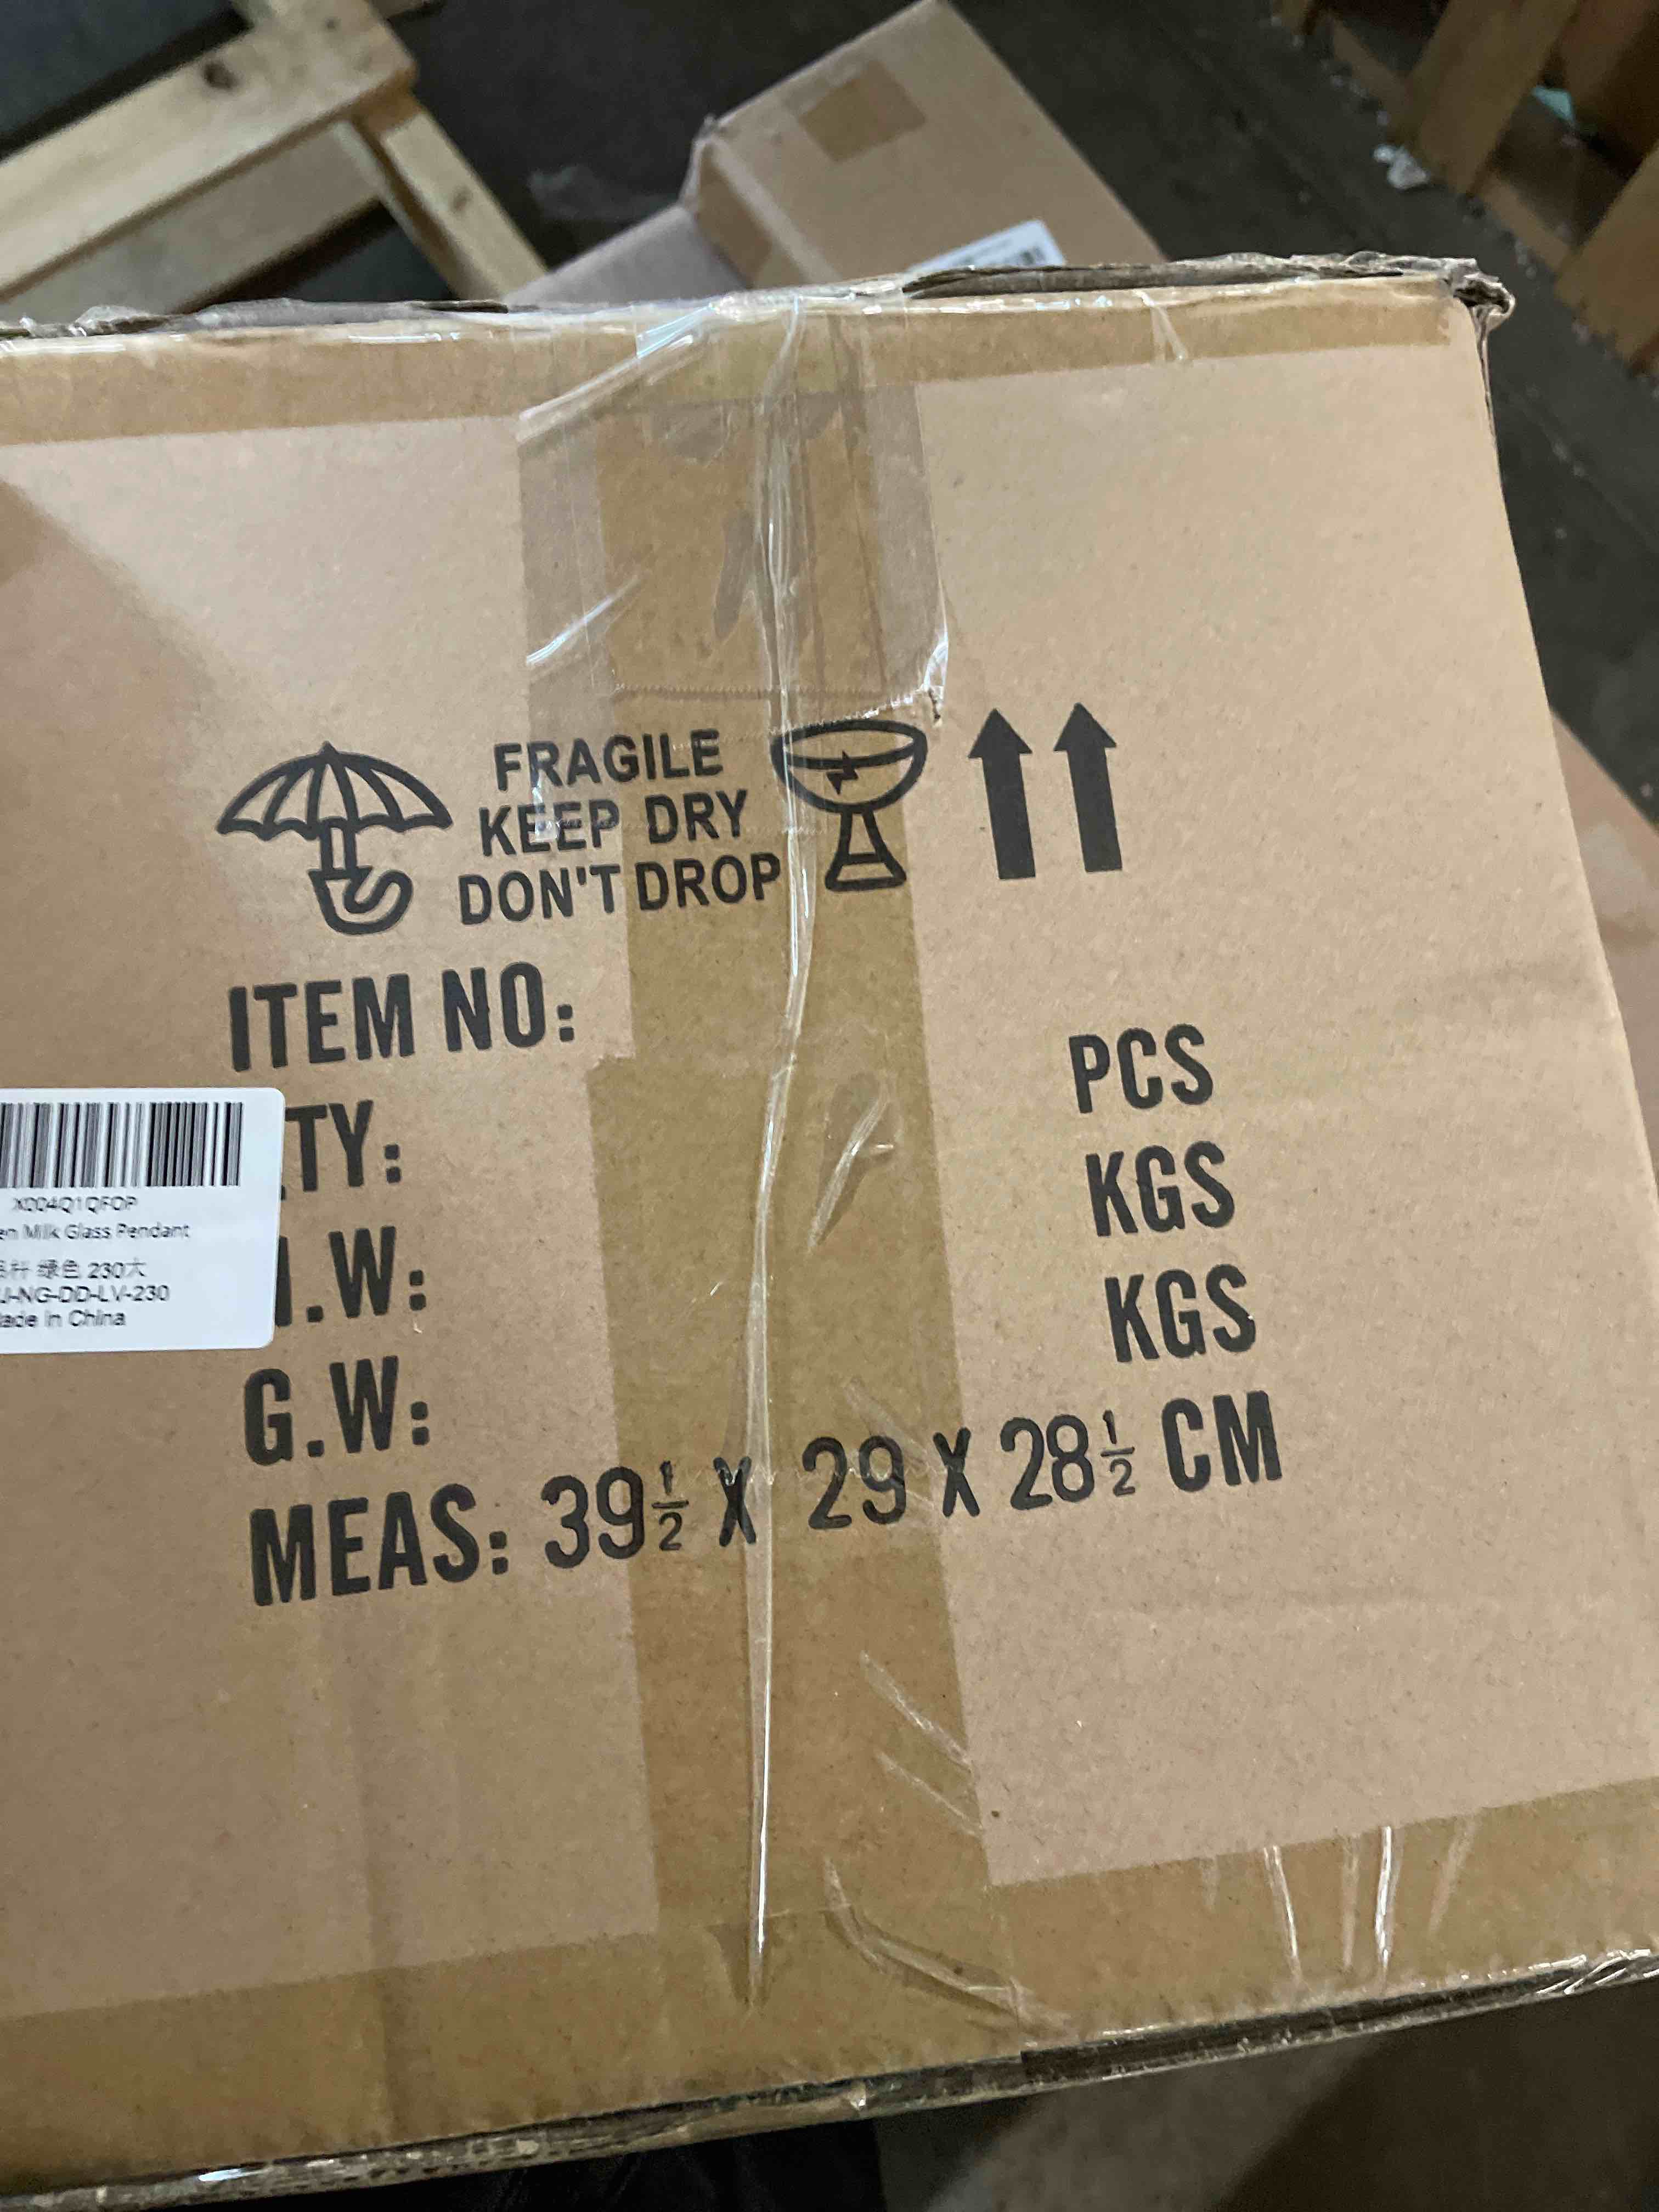 FRAGILE
KEEP DRY
DON'T DROP
ITEM NO:
PCS
TY:
KGS
.W:
KGS
G.W:
MEAS: 39½ X 29 X 28½ CM
X004Q1QFOP
en Milk Glass Pendant
杆 绿色 230大
J-NG-DD-LV-230
ade In China